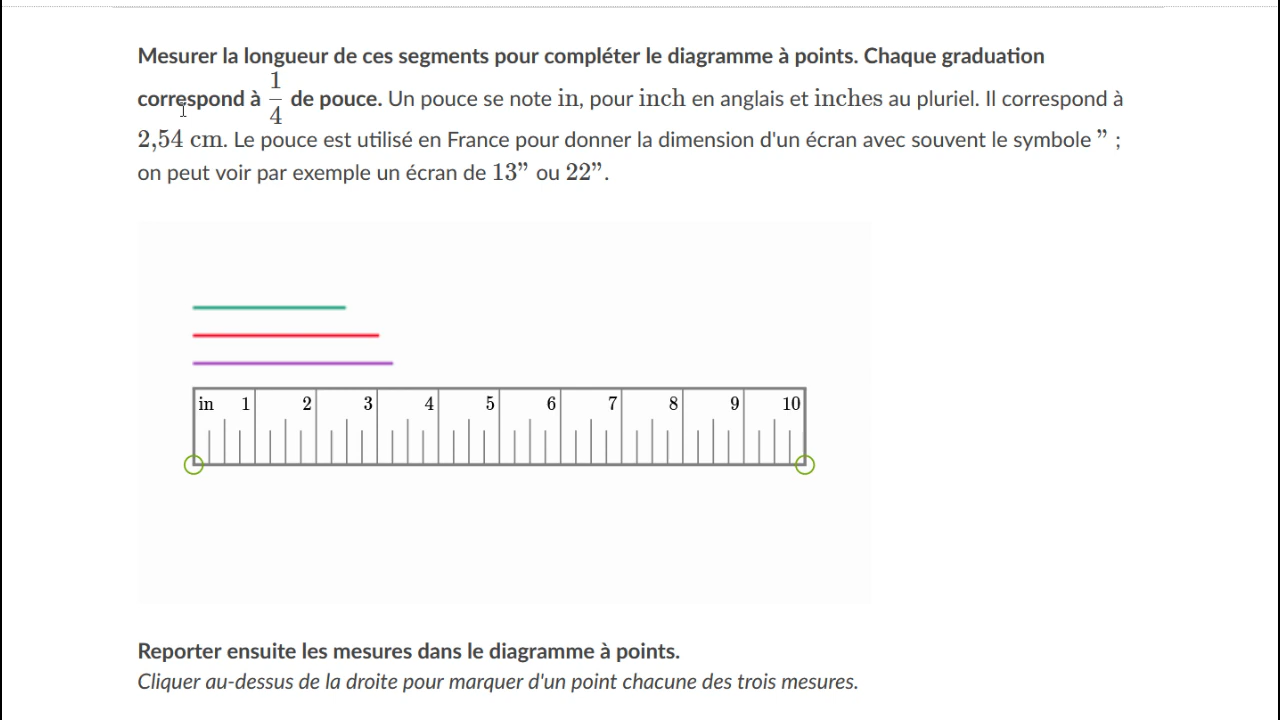 Mesurer la longueur de ces segments pour compléter le diagramme à points. Chaque graduation
correspond à 1/4 de pouce. Un pouce se note in, pour inch en anglais et inches au pluriel. Il correspond à
2,54 cm. Le pouce est utilisé en France pour donner la dimension d'un écran avec souvent le symbole ” ;
on peut voir par exemple un écran de 13” ou 22”.
in 1 2 3 4 5 6 7 8 9 10
Reporter ensuite les mesures dans le diagramme à points.
Cliquer au-dessus de la droite pour marquer d'un point chacune des trois mesures.